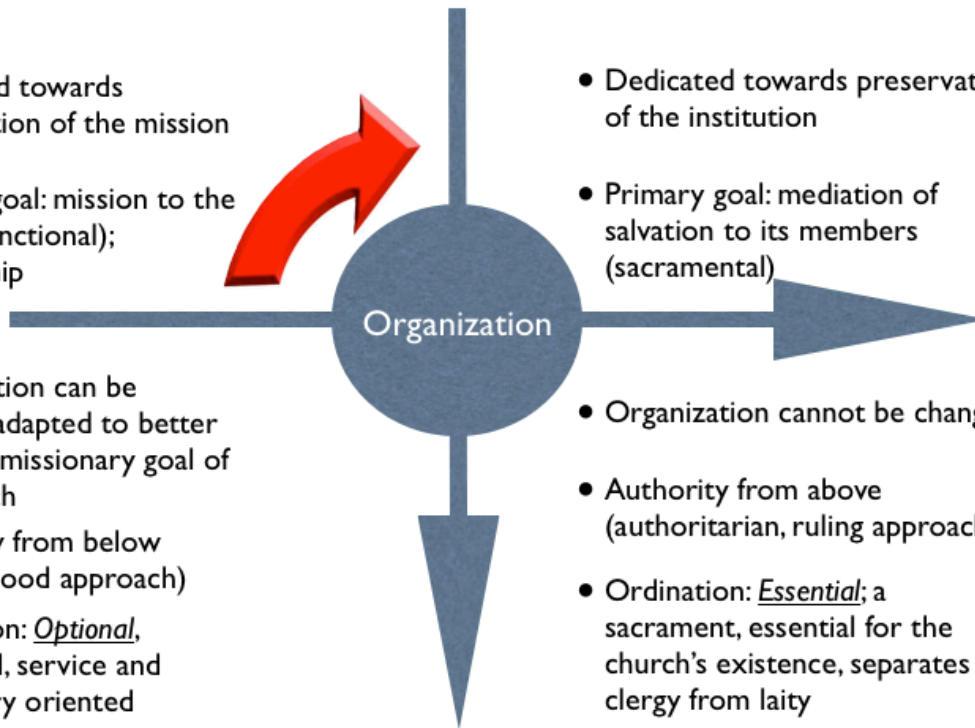 d towards
tion of the mission
goal: mission to the
nctional);
ip
tion can be
adapted to better
missionary goal of
h
y from below
ood approach)
on: Optional,
l, service and
ry oriented
Organization
• Dedicated towards preservat
of the institution
• Primary goal: mediation of
salvation to its members
(sacramental)
• Organization cannot be chang
• Authority from above
(authoritarian, ruling approach
• Ordination: Essential; a
sacrament, essential for the
church's existence, separates
clergy from laity